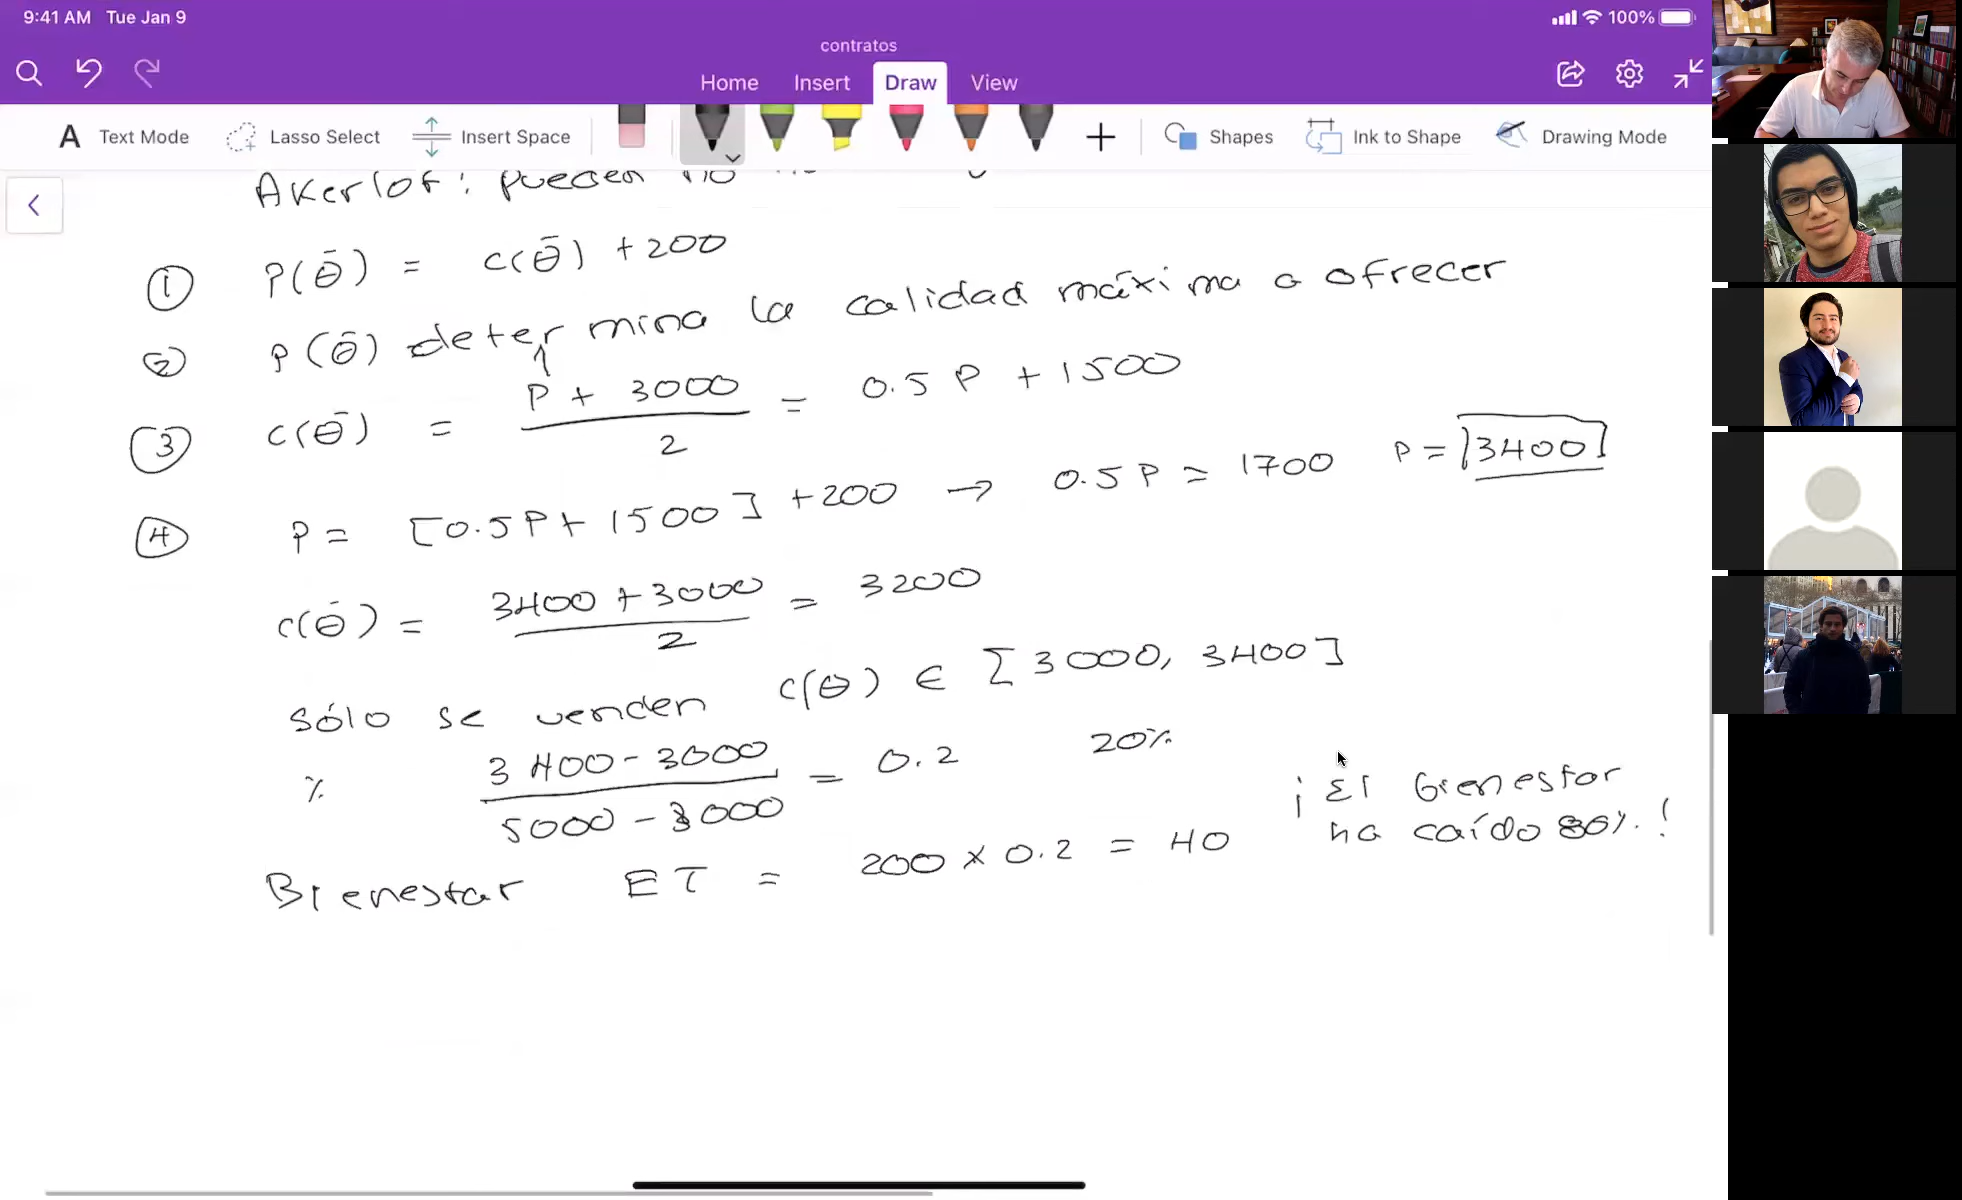 9:41 AM Tue Jan 9
100%
contratos
Home Insert Draw View
A Text Mode Lasso Select Insert Space Shapes Ink to Shape Drawing Mode
Akerlof: pueden no
① P(θ̄) = c(θ̄) + 200
② P(θ̄) determina la calidad máxima a ofrecer
③ c(θ̄) = (P + 3000)/2 = 0.5 P + 1500
④ P = [0.5P + 1500] + 200 → 0.5 P = 1700 P = [3400]
c(θ̄) = (3400 + 3000)/2 = 3200
Sólo se venden c(θ) ∈ [3000, 3400]
% (3400 - 3000)/(5000 - 3000) = 0.2 20%
¡El bienestar
ha caído 80%!
Bienestar ET = 200 x 0.2 = 40